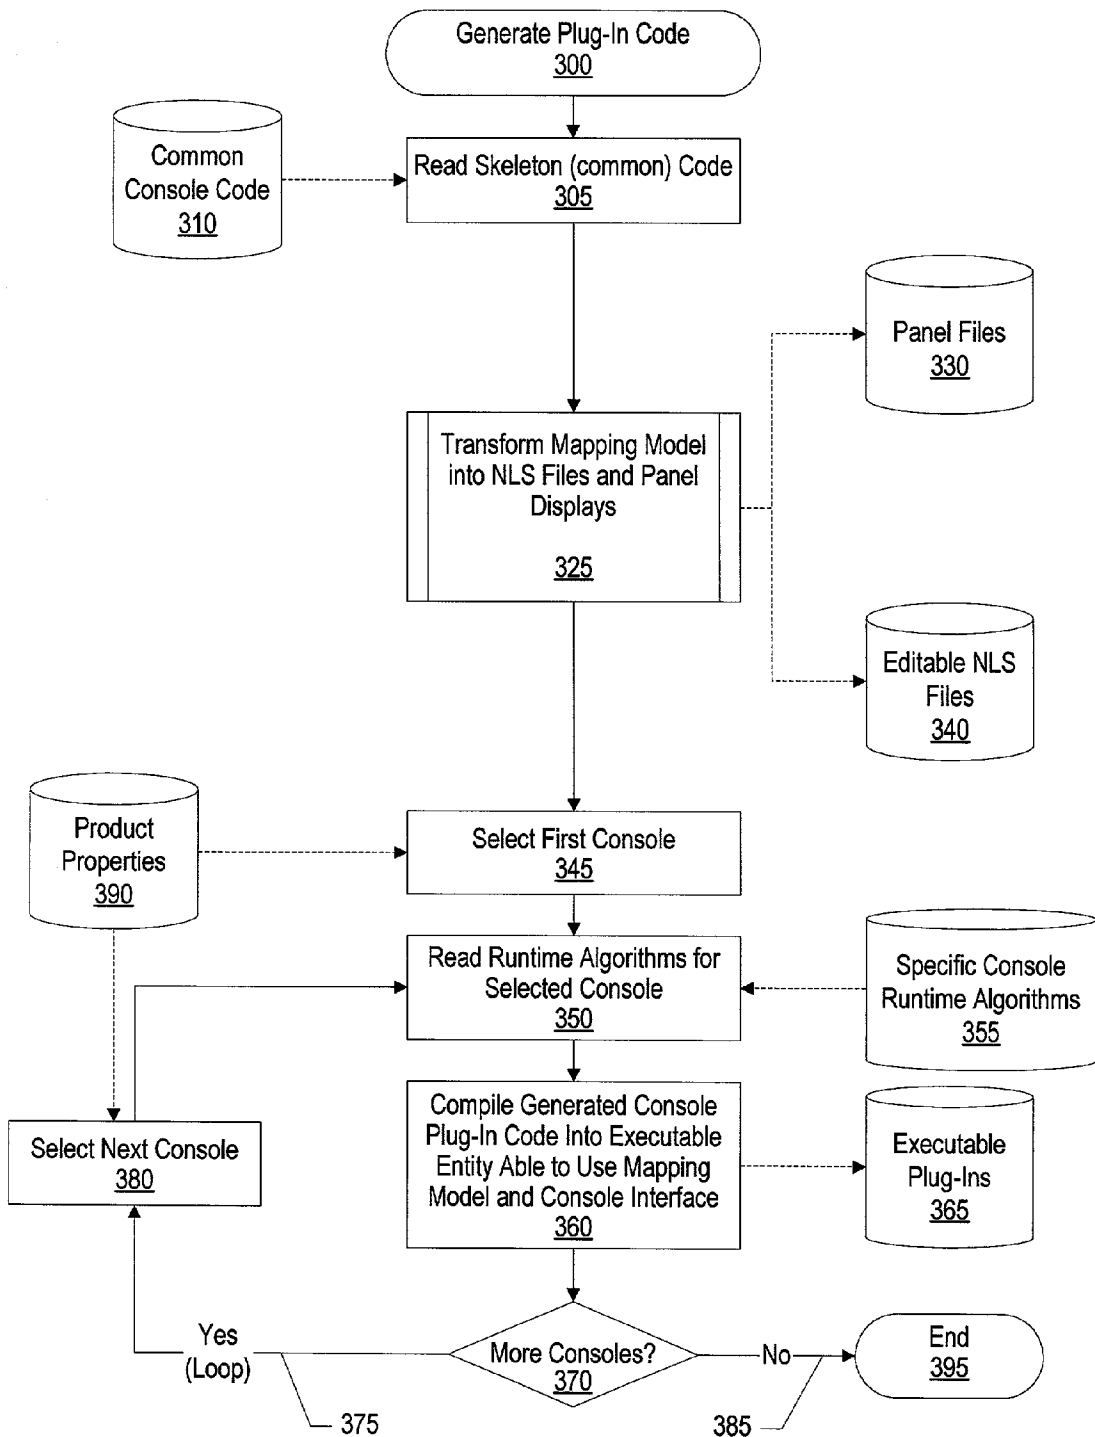 Generate Plug-In Code
300
Common
Console Code
310
Read Skeleton (common) Code
305
Panel Files
330
Transform Mapping Model
into NLS Files and Panel
Displays
325
Editable NLS
Files
340
Product
Properties
390
Select First Console
345
Read Runtime Algorithms for
Selected Console
350
Specific Console
Runtime Algorithms
355
Compile Generated Console
Plug-In Code Into Executable
Entity Able to Use Mapping
Model and Console Interface
360
Executable
Plug-Ins
365
Select Next Console
380
Yes
(Loop)
More Consoles?
370
No
End
395
375
385